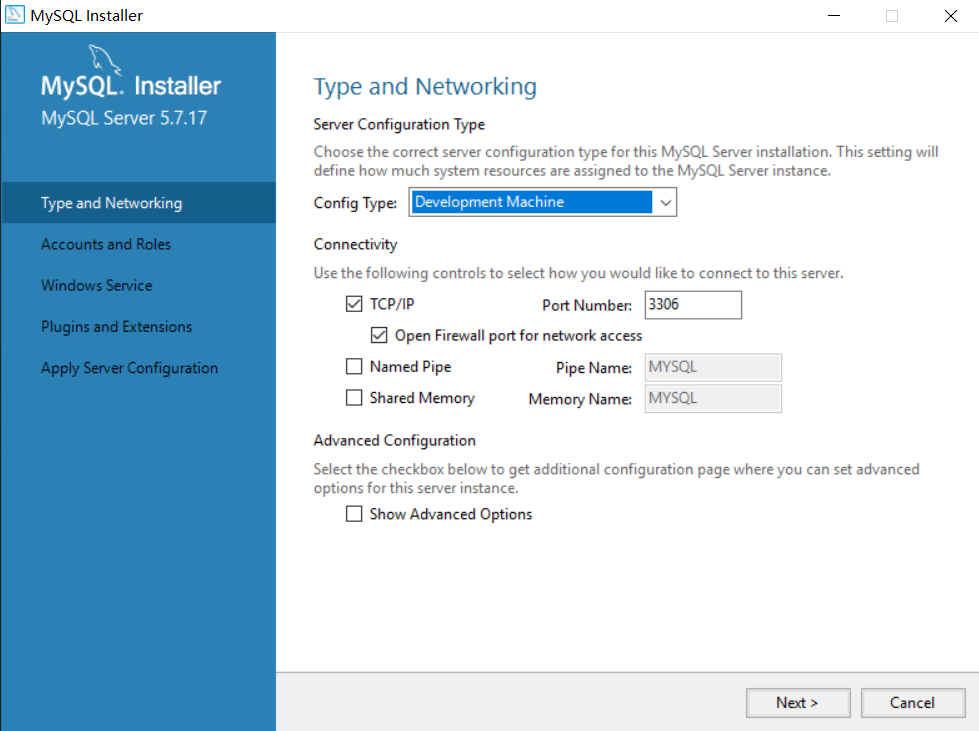 MySQL Installer
MySQL. Installer
MySQL Server 5.7.17
Type and Networking
Accounts and Roles
Windows Service
Plugins and Extensions
Apply Server Configuration
Type and Networking
Server Configuration Type
Choose the correct server configuration type for this MySQL Server installation. This setting will
define how much system resources are assigned to the MySQL Server instance.
Config Type: Development Machine
Connectivity
Use the following controls to select how you would like to connect to this server.
TCP/IP Port Number: 3306
Open Firewall port for network access
Named Pipe Pipe Name: MYSQL
Shared Memory Memory Name: MYSQL
Advanced Configuration
Select the checkbox below to get additional configuration page where you can set advanced
options for this server instance.
Show Advanced Options
Next > Cancel